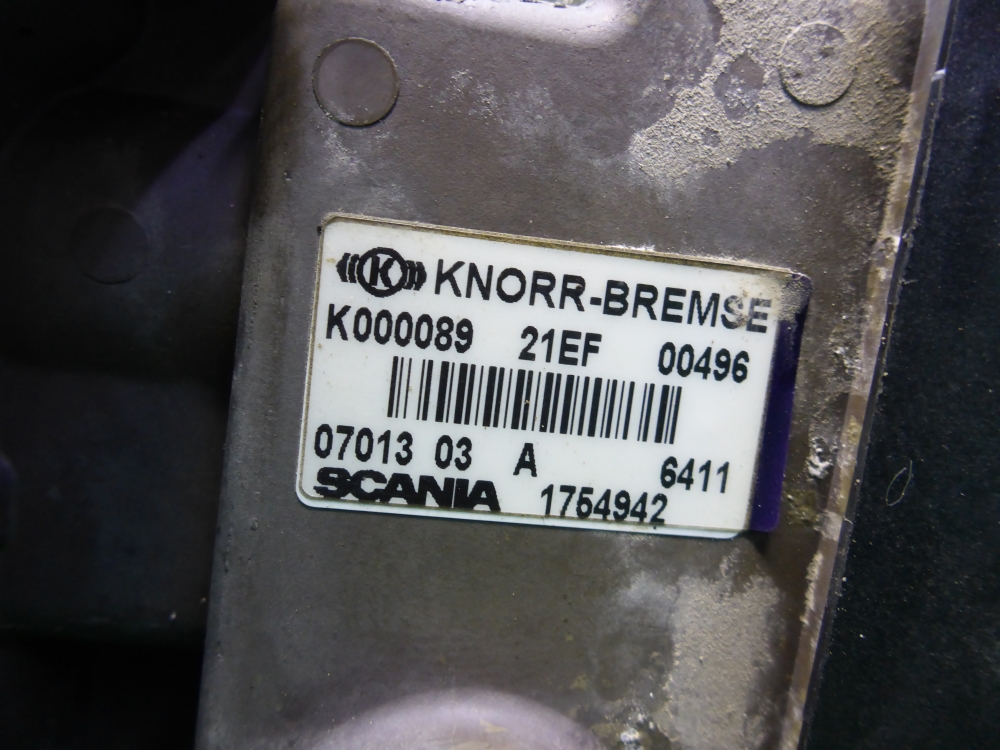 K KNORR-BREMSE
K000089 21EF 00496
07013 03 A 6411
SCANIA 1754942